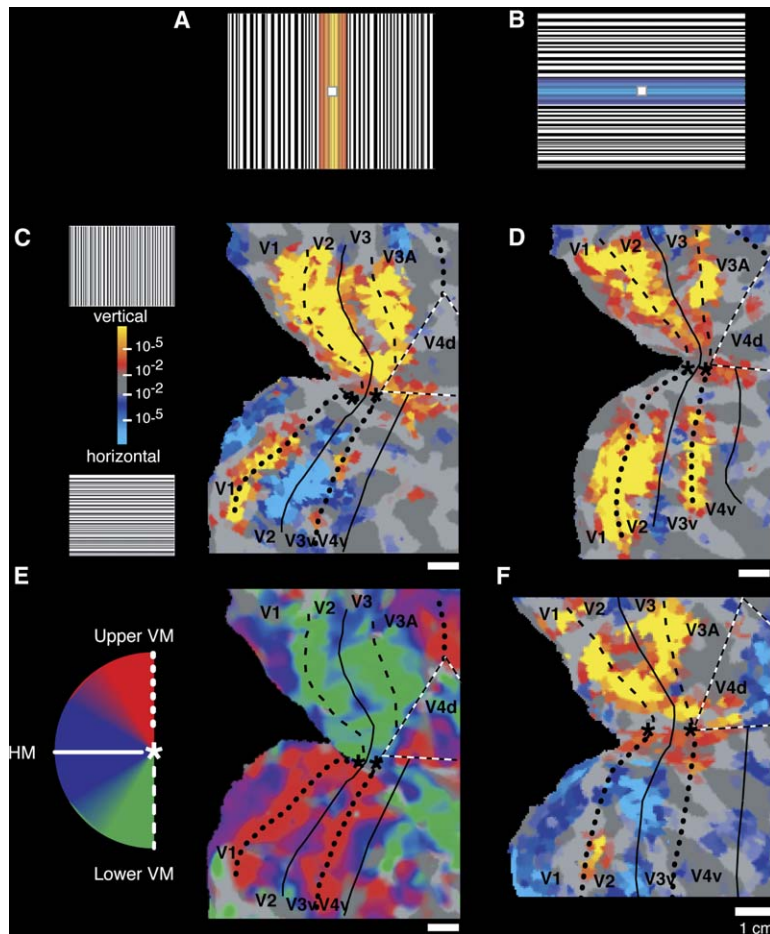 A
B
C
vertical
10-5
10-2
10-2
10-5
horizontal
V1
V2
V3
V3A
V4d
V1
V2
V3v
V4v
D
V1
V2
V3
V3A
V4d
V1
V2
V3v
V4v
E
Upper VM
HM
Lower VM
V1
V2
V3
V3A
V4d
V1
V2
V3v
V4v
F
V1
V2
V3
V3A
V4d
V1
V2
V3v
V4v
1 cm